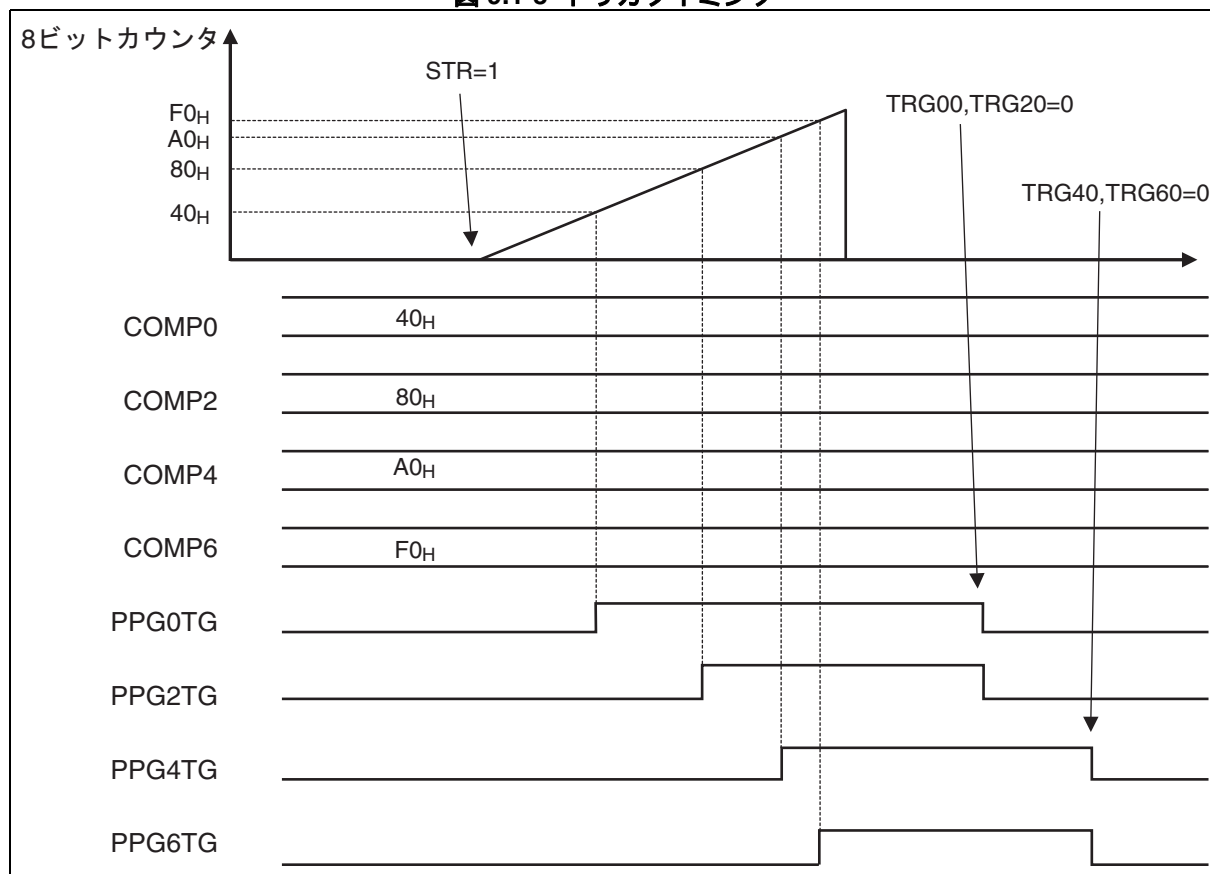 8ビットカウンタ
STR=1
TRG00,TRG20=0
F0H
A0H
80H
TRG40,TRG60=0
40H
COMP0 40H
COMP2 80H
COMP4 A0H
COMP6 F0H
PPG0TG
PPG2TG
PPG4TG
PPG6TG